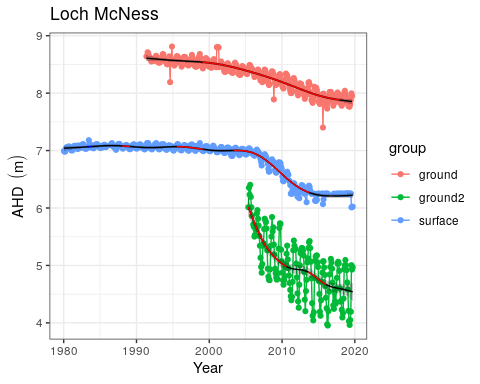 Loch McNess
9
8
7
6
5
4
AHD (m)
1980 1990 2000 2010 2020
Year
group
ground
ground2
surface